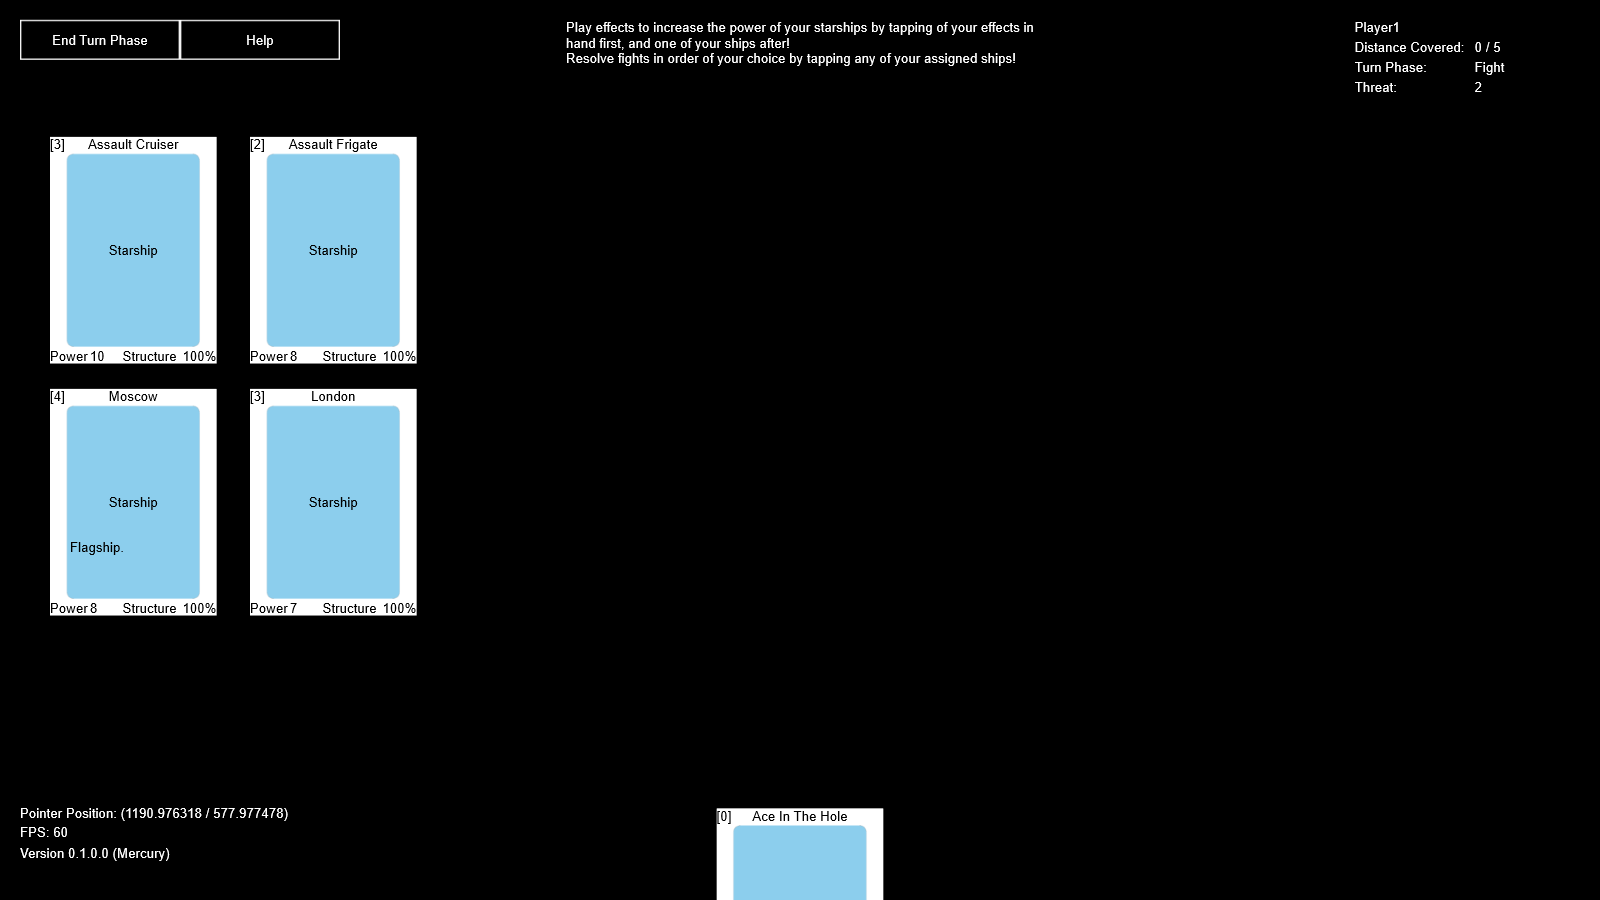 End Turn Phase
Help
Play effects to increase the power of your starships by tapping of your effects in
hand first, and one of your ships after!
Resolve fights in order of your choice by tapping any of your assigned ships!
Player1
Distance Covered: 0 / 5
Turn Phase: Fight
Threat: 2
[3] Assault Cruiser
Starship
Power 10 Structure 100%
[2] Assault Frigate
Starship
Power 8 Structure 100%
[4] Moscow
Starship
Flagship.
Power 8 Structure 100%
[3] London
Starship
Power 7 Structure 100%
Pointer Position: (1190.976318 / 577.977478)
FPS: 60
Version 0.1.0.0 (Mercury)
[0] Ace In The Hole